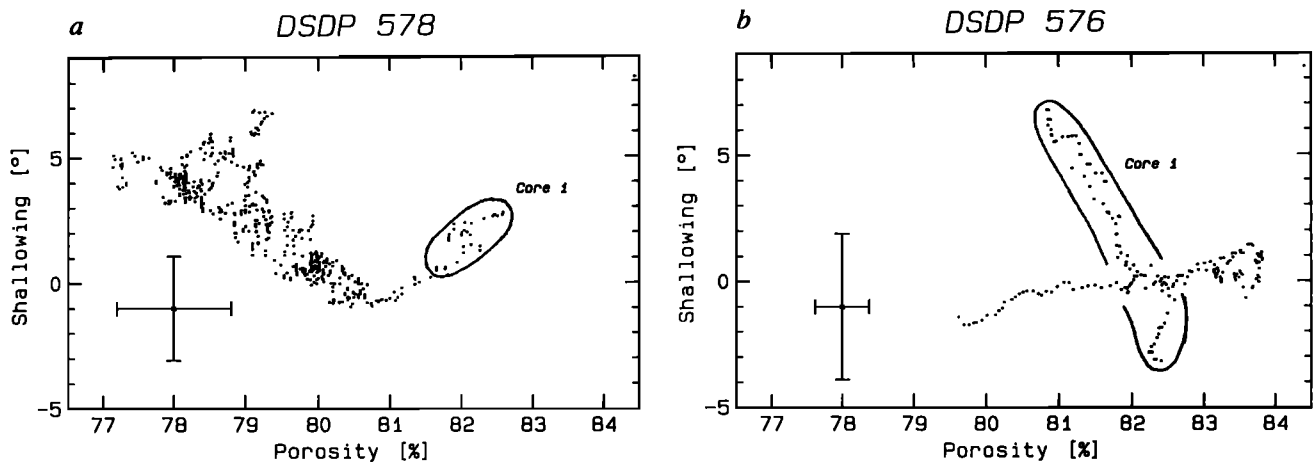 a DSDP 578
Shallowing [°]
5
0
-5
Core 1
77 78 79 80 81 82 83 84
Porosity [%]
b DSDP 576
Shallowing [°]
5
0
-5
Core 1
77 78 79 80 81 82 83 84
Porosity [%]